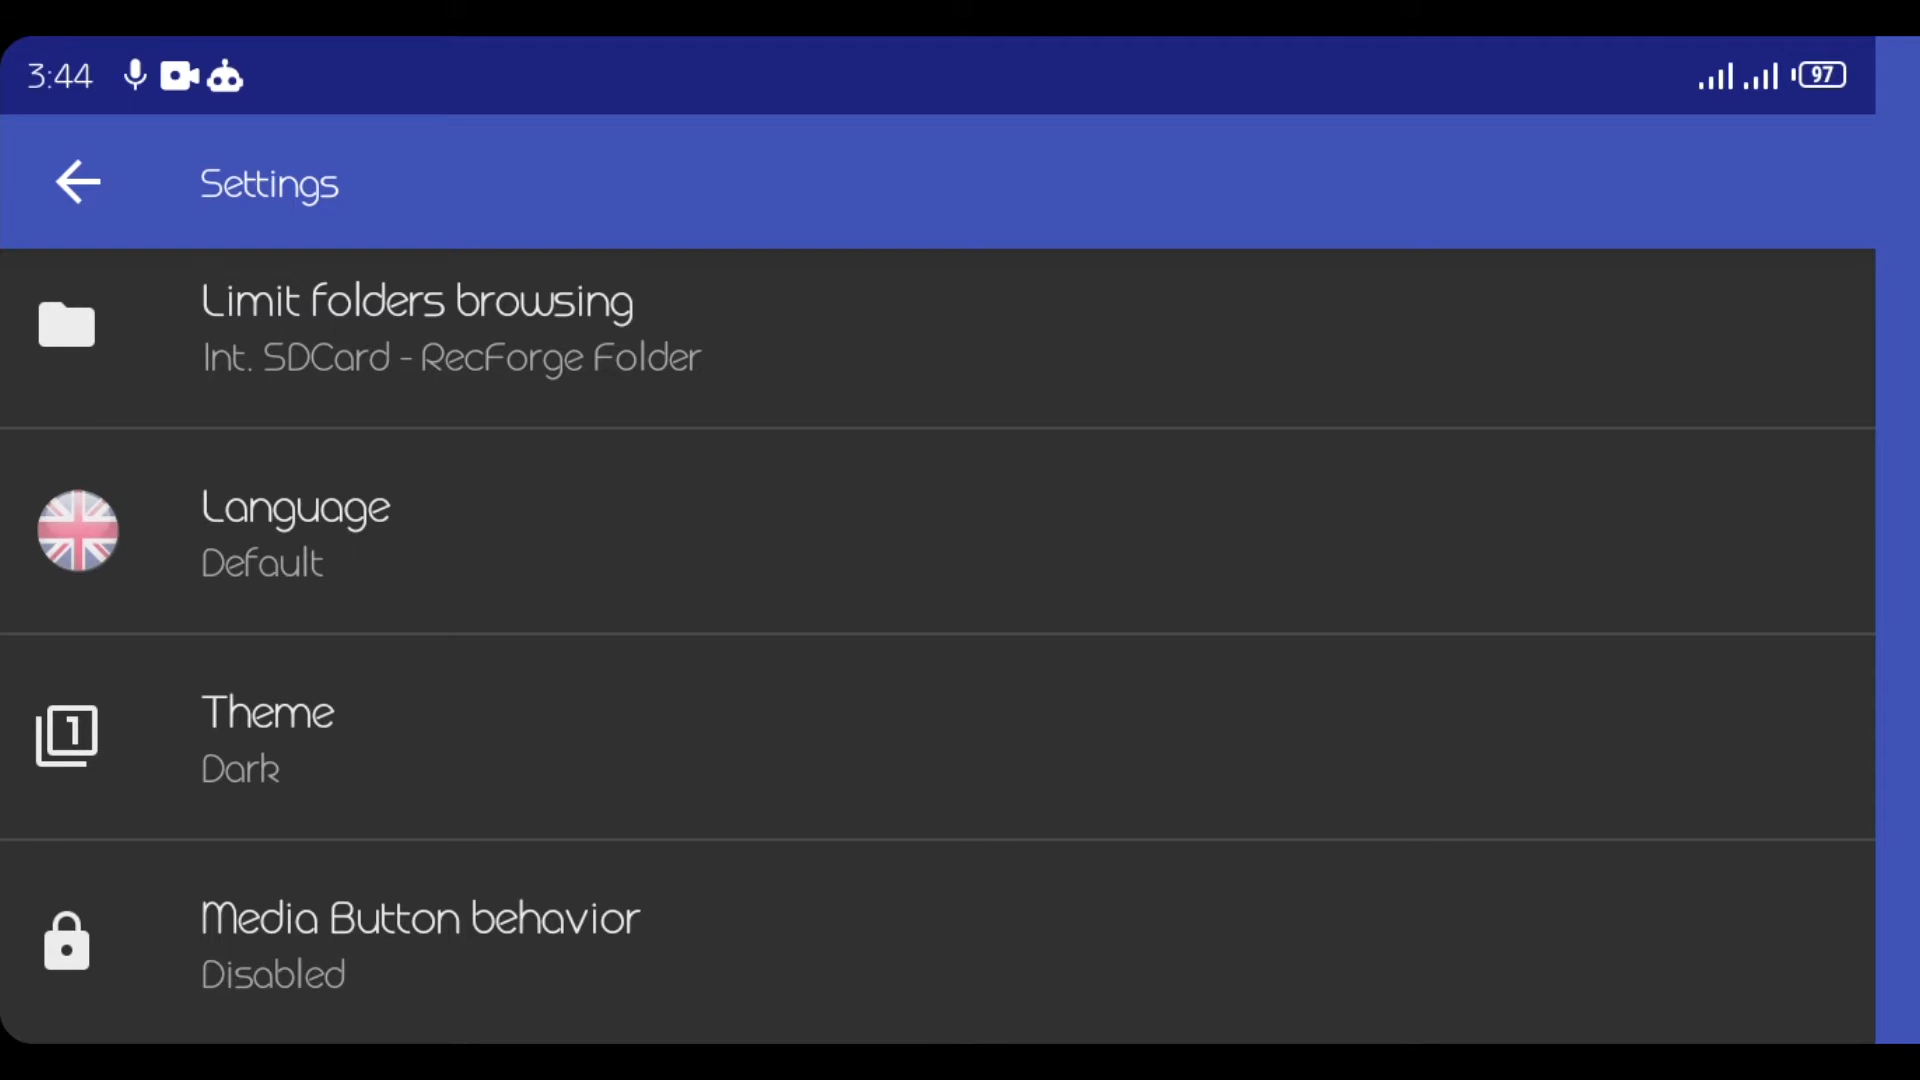 3:44
97
Settings
Limit folders browsing
Int. SDCard - RecForge Folder
Language
Default
1
Theme
Dark
Media Button behavior
Disabled